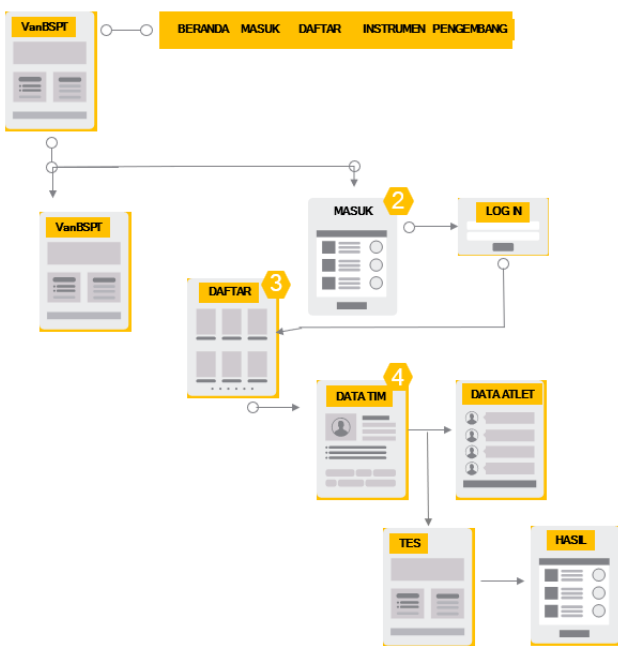 VanBSPT
BERANDA MASUK DAFTAR INSTRUMEN PENGEMBANG
VanBSPT
MASUK
2
LOG IN
DAFTAR
3
DATA TIM
4
DATA ATLET
TES
HASIL